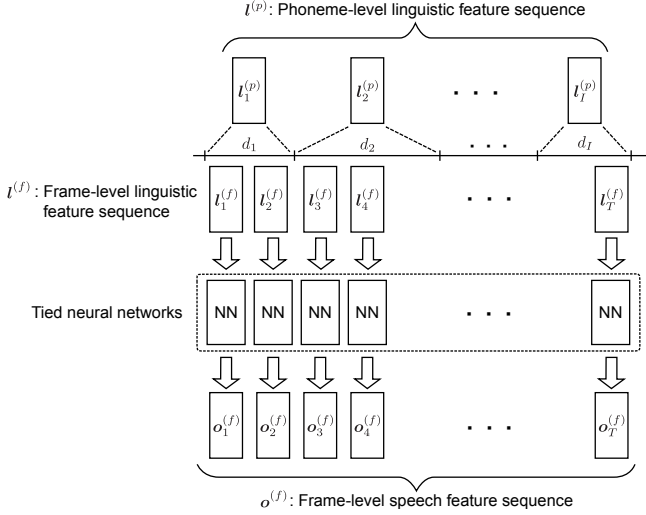 l^{(p)}: Phoneme-level linguistic feature sequence
l_1^{(p)} l_2^{(p)} · · · l_I^{(p)}
d_1 d_2 · · · d_I
l^{(f)}: Frame-level linguistic
feature sequence
l_1^{(f)} l_2^{(f)} l_3^{(f)} l_4^{(f)} · · · l_T^{(f)}
Tied neural networks
NN NN NN NN · · · NN
o_1^{(f)} o_2^{(f)} o_3^{(f)} o_4^{(f)} · · · o_T^{(f)}
o^{(f)}: Frame-level speech feature sequence